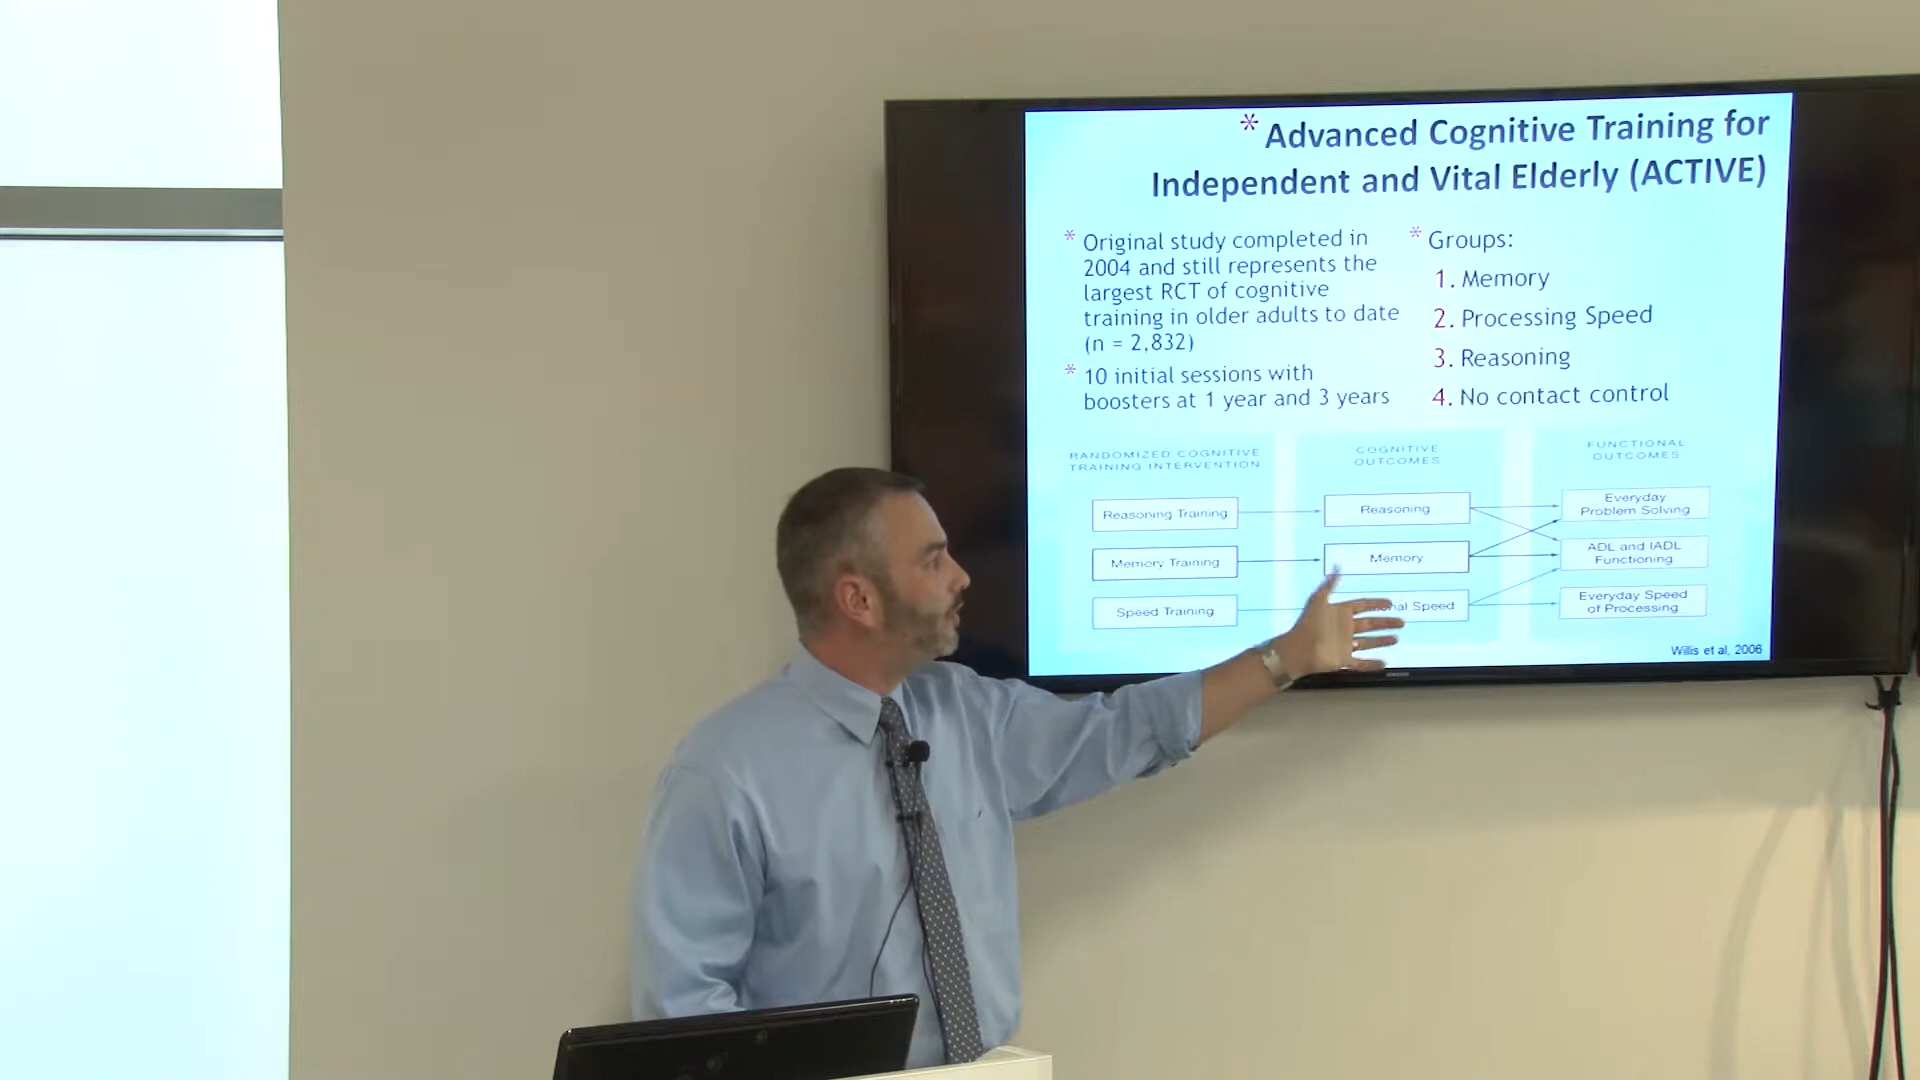 * Advanced Cognitive Training for
Independent and Vital Elderly (ACTIVE)
* Original study completed in
2004 and still represents the
largest RCT of cognitive
training in older adults to date
(n = 2,832)
* 10 initial sessions with
boosters at 1 year and 3 years
* Groups:
1. Memory
2. Processing Speed
3. Reasoning
4. No contact control
RANDOMIZED COGNITIVE
TRAINING INTERVENTION
Reasoning Training
Memory Training
Speed Training
COGNITIVE
OUTCOMES
Reasoning
Memory
Speed
FUNCTIONAL
OUTCOMES
Everyday
Problem Solving
ADL and IADL
Functioning
Everyday Speed
of Processing
Willis et al, 2006